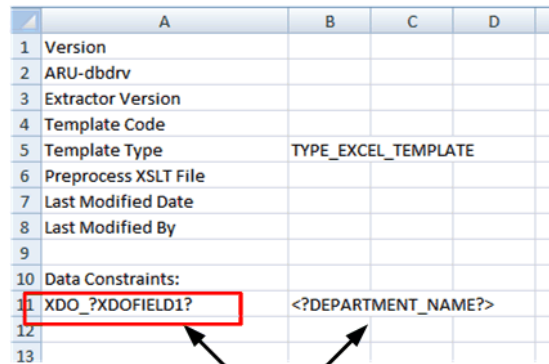 A B C D
1 Version
2 ARU-dbdrv
3 Extractor Version
4 Template Code
5 Template Type TYPE_EXCEL_TEMPLATE
6 Preprocess XSLT File
7 Last Modified Date
8 Last Modified By
9
10 Data Constraints:
11 XDO_?XDOFIELD1? <?DEPARTMENT_NAME?>
12
13